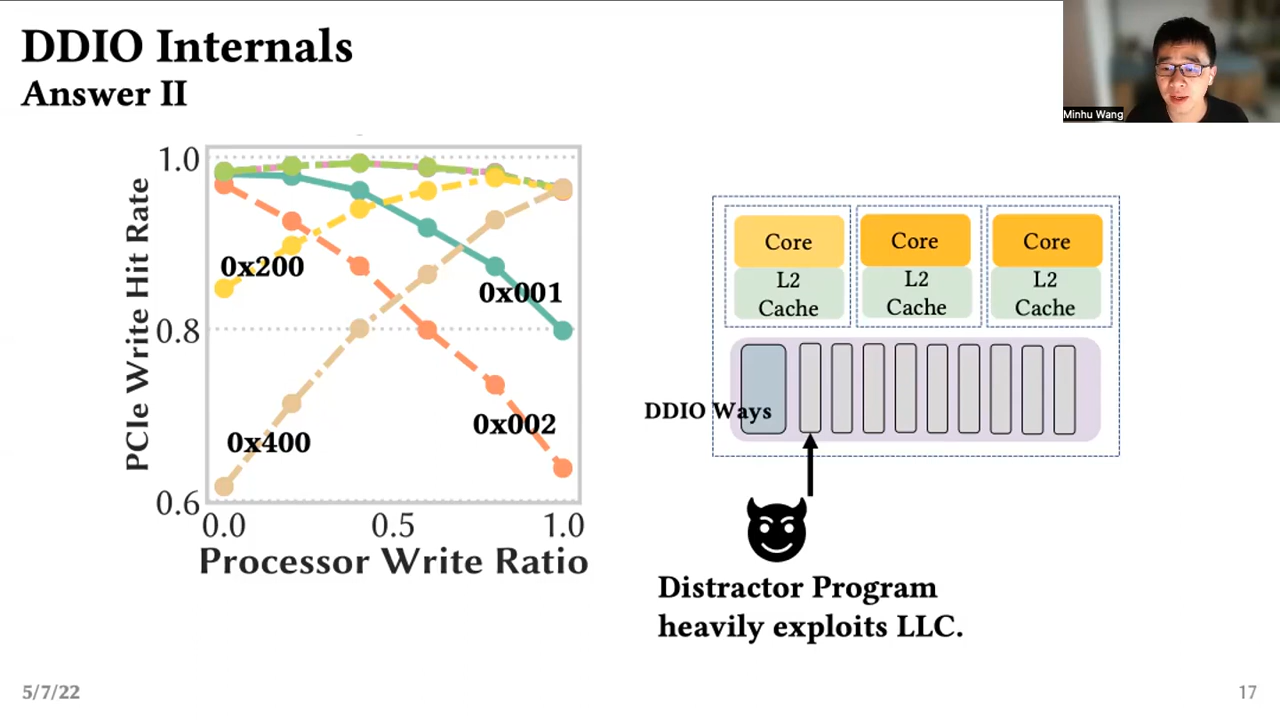 DDIO Internals
Answer II
Minhu Wang
1.0
0.8
0.6
PCIe Write Hit Rate
0x200
0x001
0x400
0x002
0.0 0.5 1.0
Processor Write Ratio
Core Core Core
L2 L2 L2
Cache Cache Cache
DDIO Ways
Distractor Program
heavily exploits LLC.
5/7/22
17